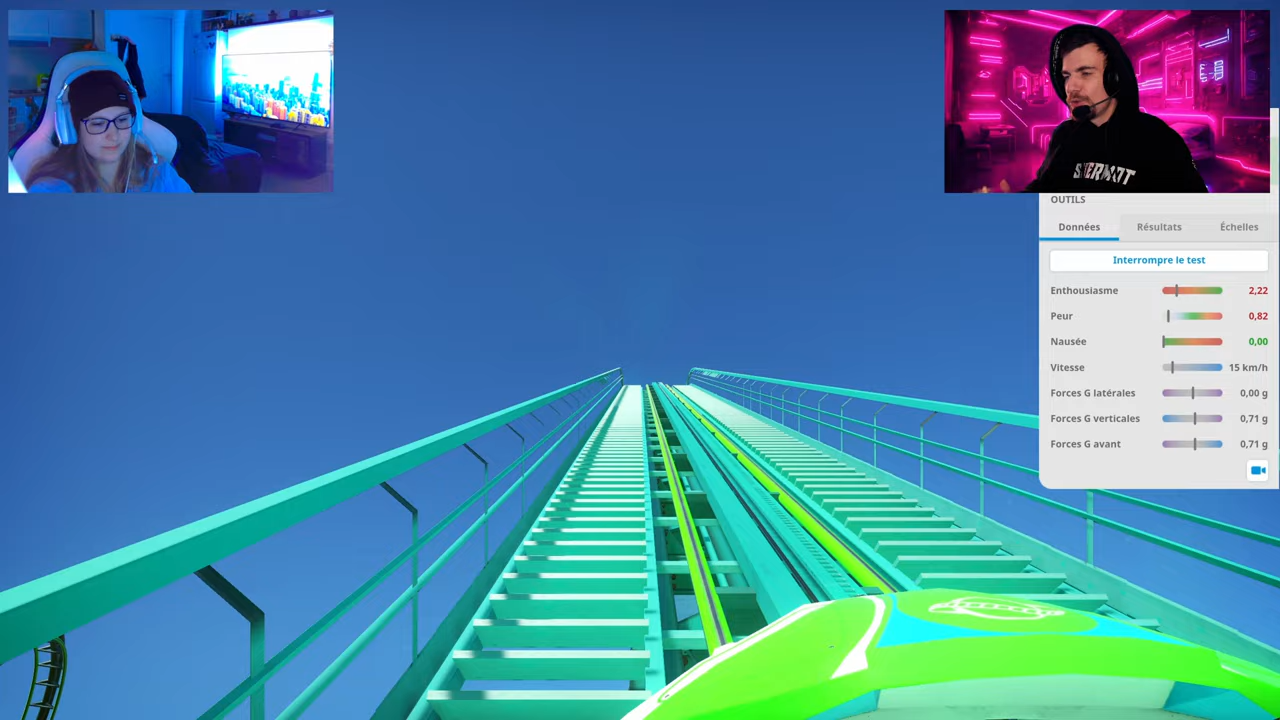 OUTILS
Données Résultats Échelles
Interrompre le test
Enthousiasme 2,22
Peur 0,82
Nausée 0,00
Vitesse 15 km/h
Forces G latérales 0,00 g
Forces G verticales 0,71 g
Forces G avant 0,71 g